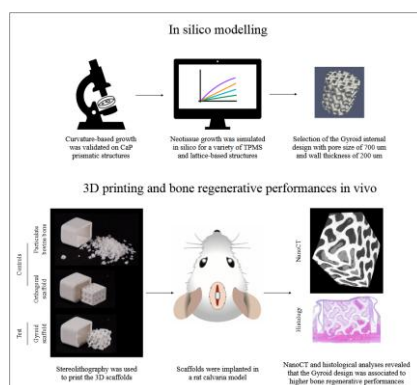 In silico modelling
Curvature-based growth
was validated on CaP
prismatic structures
Neotissue growth was simulated
in silico for a variety of TPMS
and lattice-based structures
Selection of the Gyroid internal
design with pore size of 700 um
and wall thickness of 200 um
3D printing and bone regenerative performances in vivo
Controls
Particulate
bovine bone
Orthogonal
scaffold
Test
Gyroid
scaffold
NanoCT
Histology
Stereolithography was used
to print the 3D scaffolds
Scaffolds were implanted in
a rat calvaria model
NanoCT and histological analyses revealed
that the Gyroid design was associated to
higher bone regenerative performances